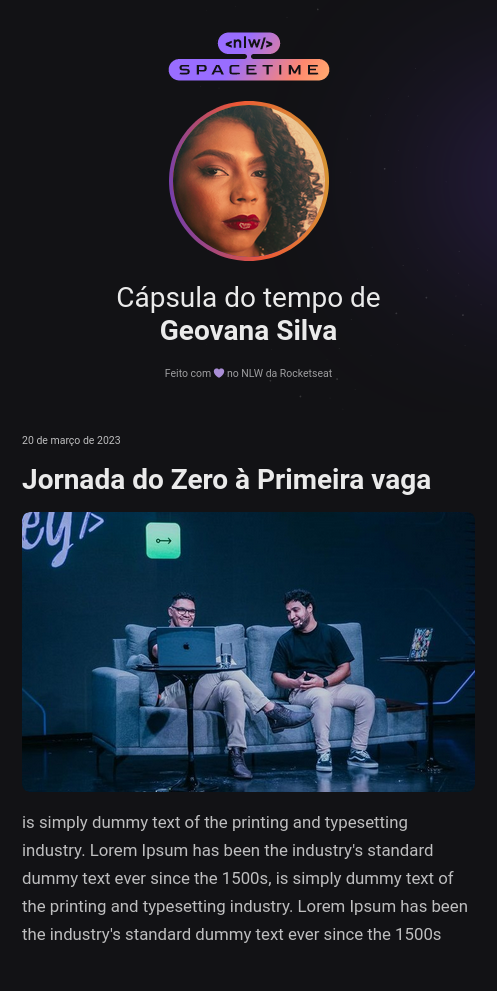 <nlw/>
SPACETIME
Cápsula do tempo de
Geovana Silva
Feito com 💜 no NLW da Rocketseat
20 de março de 2023
Jornada do Zero à Primeira vaga
ey/>
is simply dummy text of the printing and typesetting
industry. Lorem Ipsum has been the industry's standard
dummy text ever since the 1500s, is simply dummy text of
the printing and typesetting industry. Lorem Ipsum has been
the industry's standard dummy text ever since the 1500s